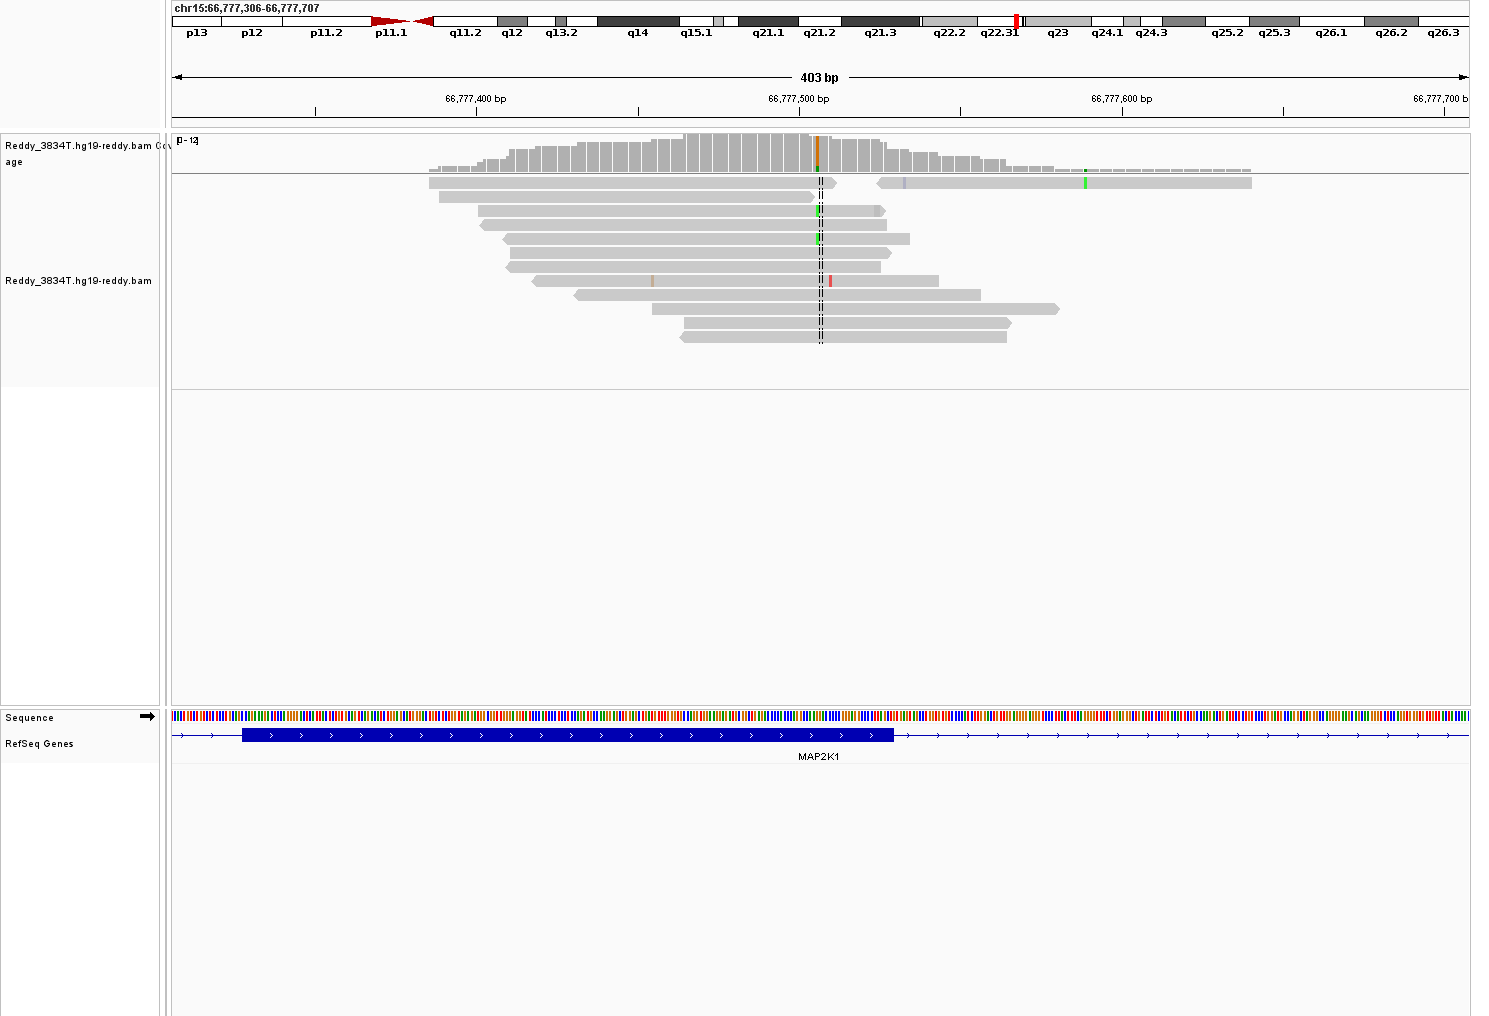 chr15:66,777,306-66,777,707
p13 p12 p11.2 p11.1 q11.2 q12 q13.2 q14 q15.1 q21.1 q21.2 q21.3 q22.2 q22.31 q23 q24.1 q24.3 q25.2 q25.3 q26.1 q26.2 q26.3
403 bp
66,777,400 bp 66,777,500 bp 66,777,600 bp 66,777,700 b
Reddy_3834T.hg19-reddy.bam Cov
age
[0 - 12]
Reddy_3834T.hg19-reddy.bam
Sequence
RefSeq Genes
MAP2K1